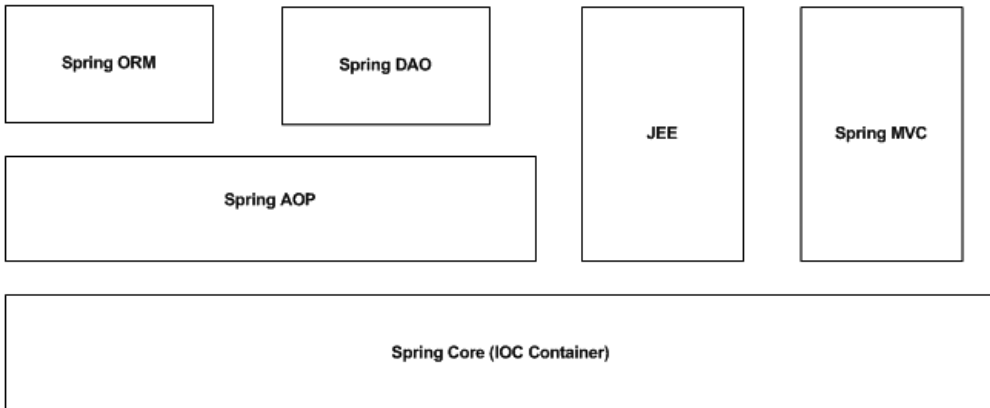 Spring ORM
Spring DAO
JEE
Spring MVC
Spring AOP
Spring Core (IOC Container)